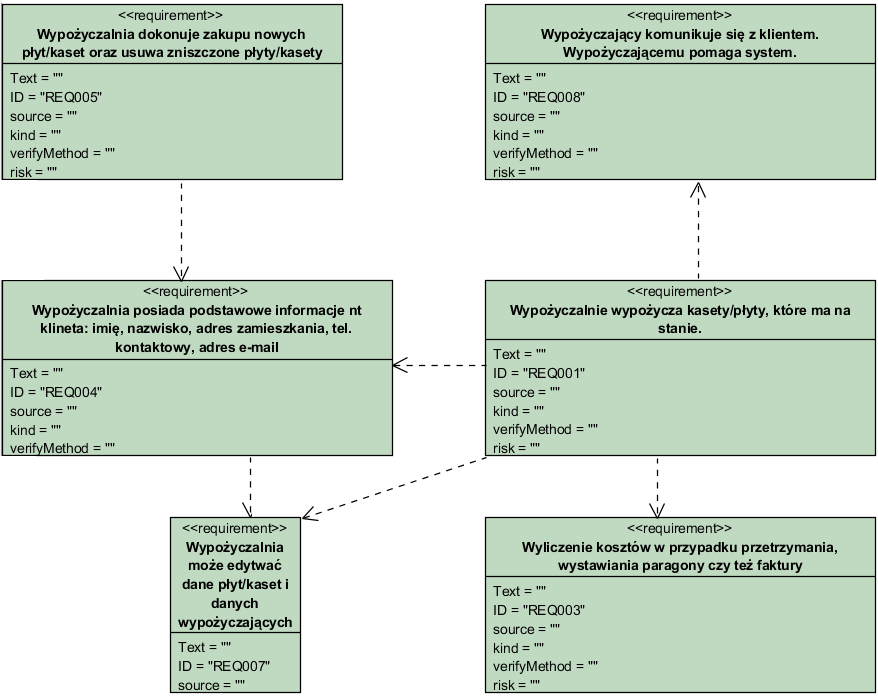 <<requirement>>
Wypożyczalnia dokonuje zakupu nowych
płyt/kaset oraz usuwa zniszczone płyty/kasety
Text = ""
ID = "REQ005"
source = ""
kind = ""
verifyMethod = ""
risk = ""
<<requirement>>
Wypożyczający komunikuje się z klientem.
Wypożyczającemu pomaga system.
Text = ""
ID = "REQ008"
source = ""
kind = ""
verifyMethod = ""
risk = ""
<<requirement>>
Wypożyczalnia posiada podstawowe informacje nt
klineta: imię, nazwisko, adres zamieszkania, tel.
kontaktowy, adres e-mail
Text = ""
ID = "REQ004"
source = ""
kind = ""
verifyMethod = ""
<<requirement>>
Wypożyczalnie wypożycza kasety/płyty, które ma na
stanie.
Text = ""
ID = "REQ001"
source = ""
kind = ""
verifyMethod = ""
risk = ""
<<requirement>>
Wypożyczalnia
może edytwać
dane płyt/kaset i
danych
wypożyczających
Text = ""
ID = "REQ007"
source = ""
<<requirement>>
Wyliczenie kosztów w przypadku przetrzymania,
wystawiania paragony czy też faktury
Text = ""
ID = "REQ003"
source = ""
kind = ""
verifyMethod = ""
risk = ""